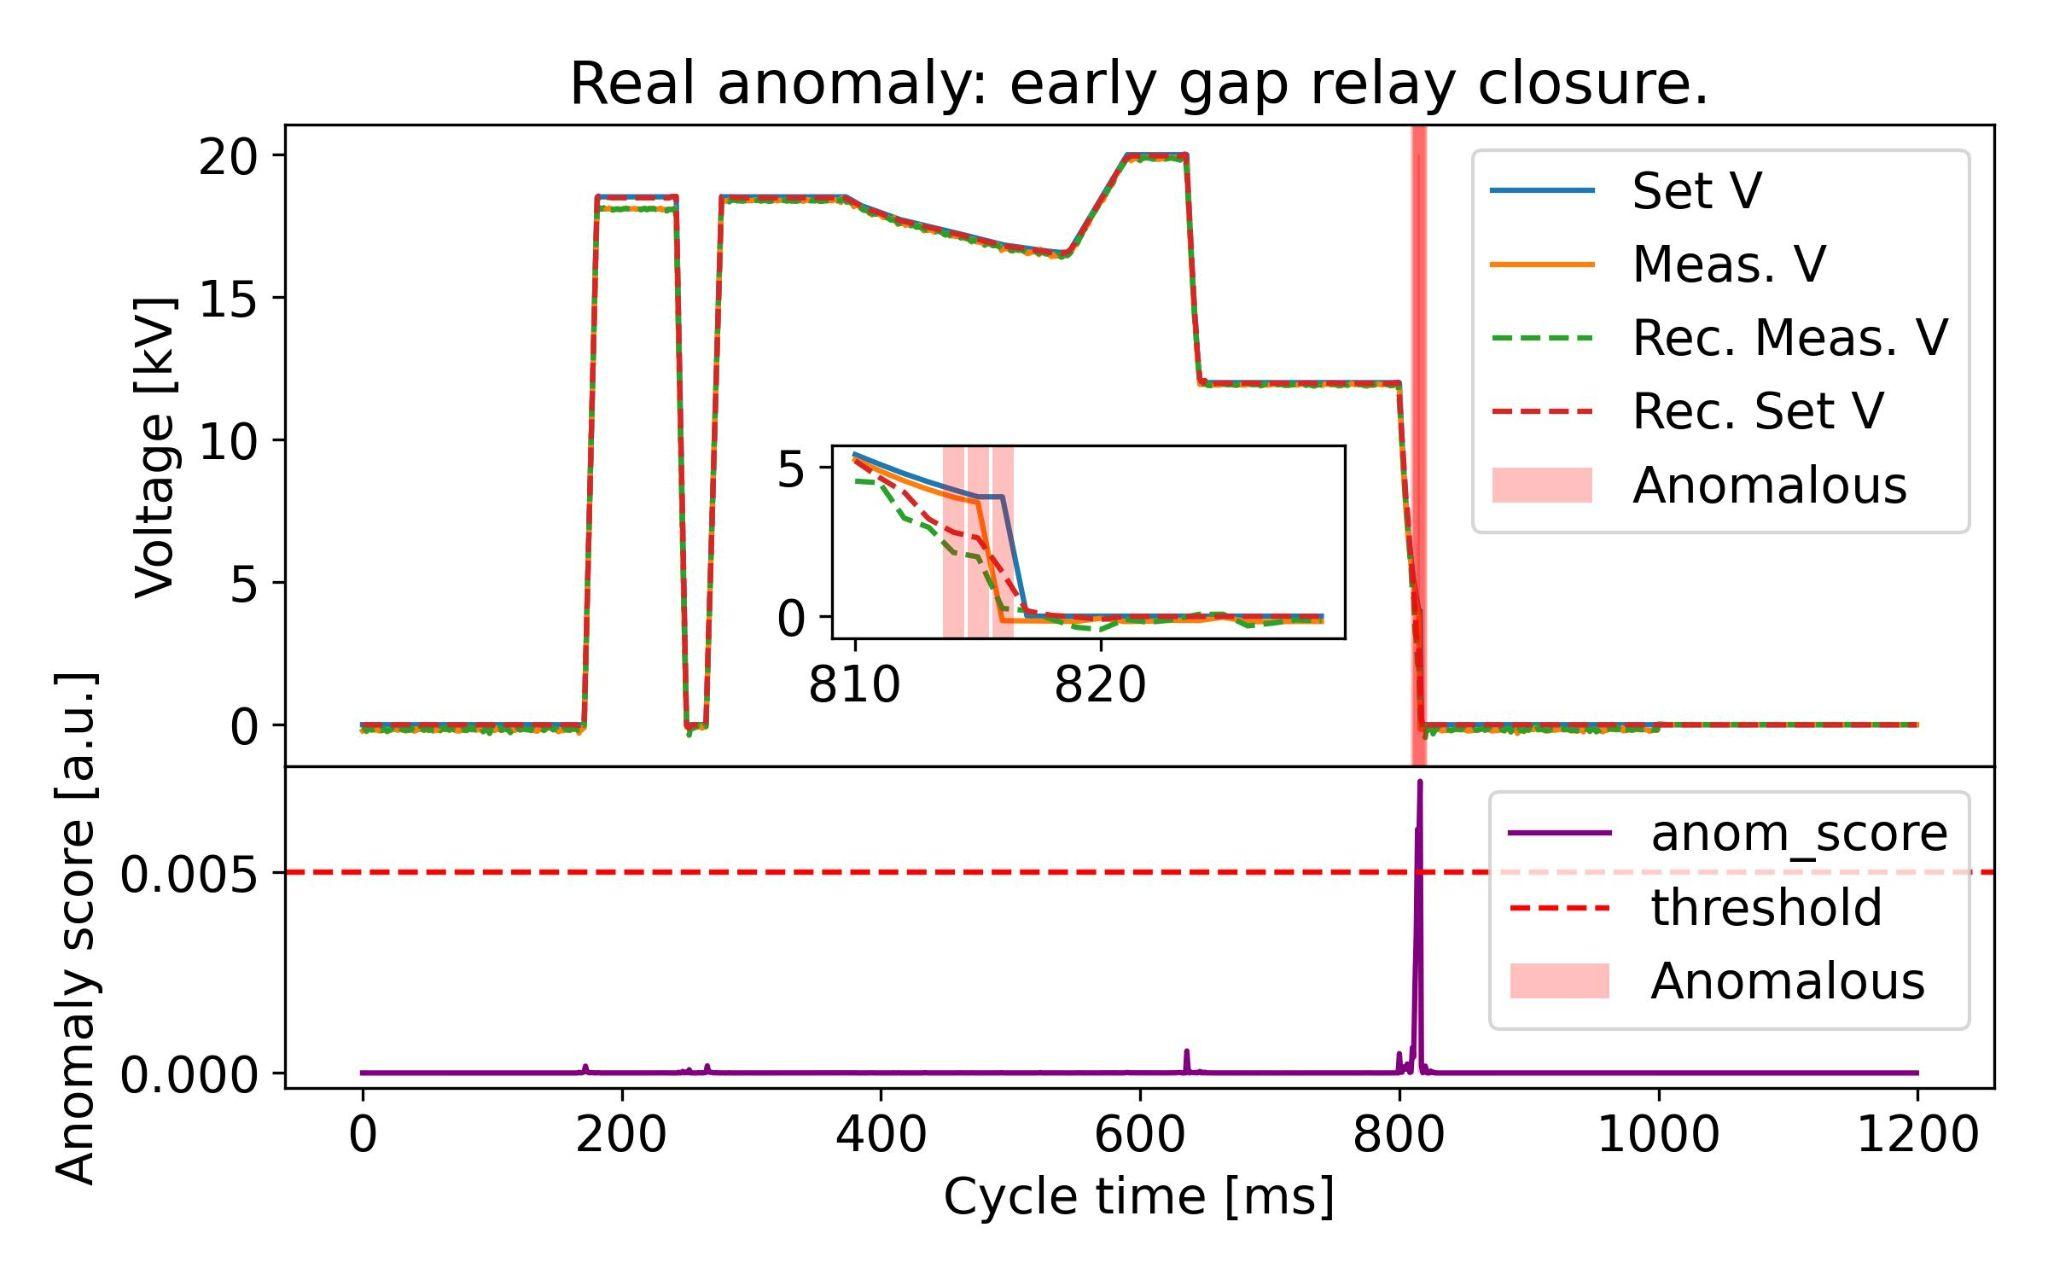 Real anomaly: early gap relay closure.
Voltage [kV]
20
15
10
5
0
Set V
Meas. V
Rec. Meas. V
Rec. Set V
Anomalous
5
0
810
820
Anomaly score [a.u.]
0.005
0.000
anom_score
threshold
Anomalous
0
200
400
600
800
1000
1200
Cycle time [ms]